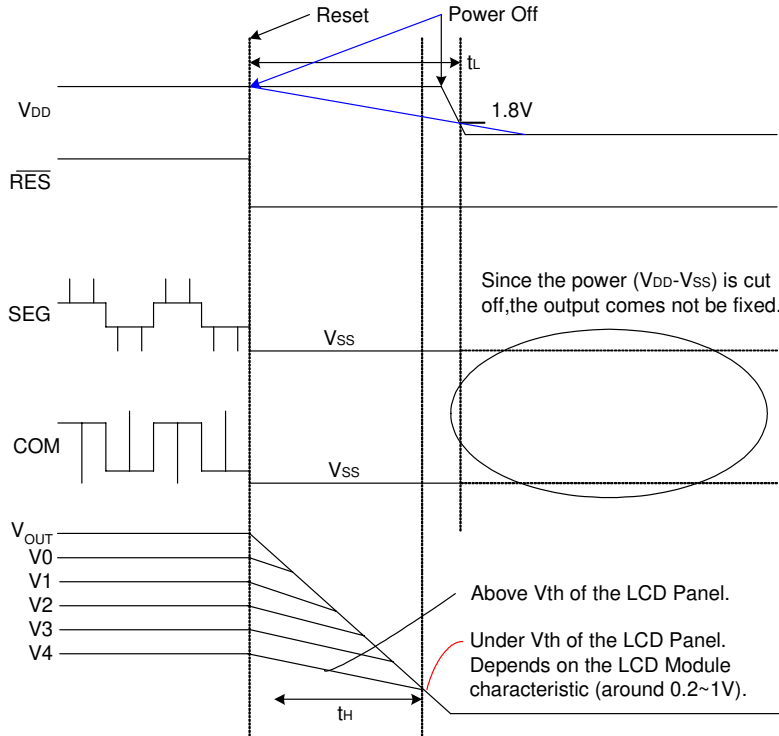 Reset
Power Off
tL
VDD
1.8V
RES
Since the power (VDD-VSS) is cut
off,the output comes not be fixed.
SEG
VSS
COM
VSS
VOUT
V0
V1
V2
V3
V4
Above Vth of the LCD Panel.
Under Vth of the LCD Panel.
Depends on the LCD Module
characteristic (around 0.2~1V).
tH